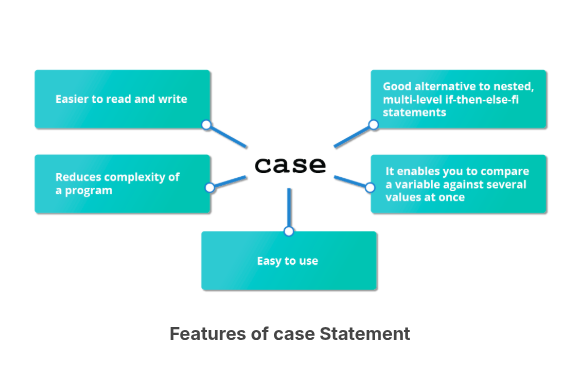 Easier to read and write
Good alternative to nested,
multi-level if-then-else-fi
statements
case
Reduces complexity of
a program
It enables you to compare
a variable against several
values at once
Easy to use
Features of case Statement